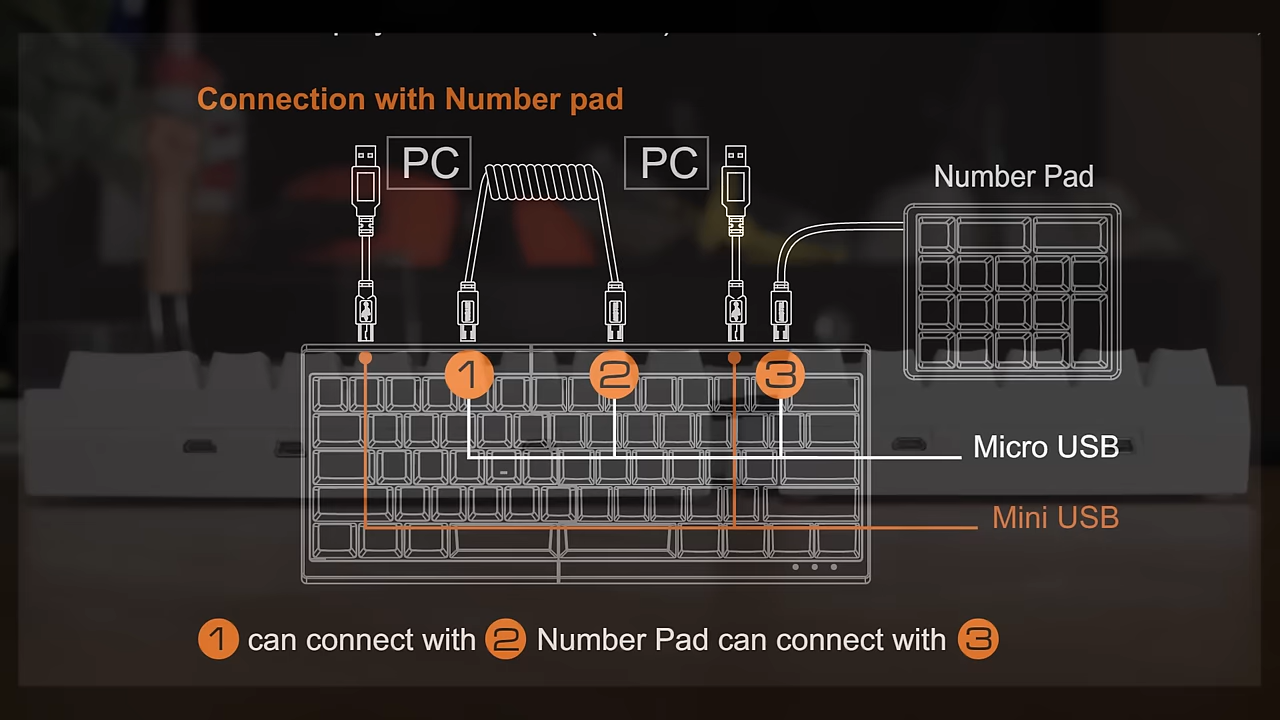 Connection with Number pad
PC
PC
Number Pad
1
2
3
Micro USB
Mini USB
1 can connect with 2 Number Pad can connect with 3